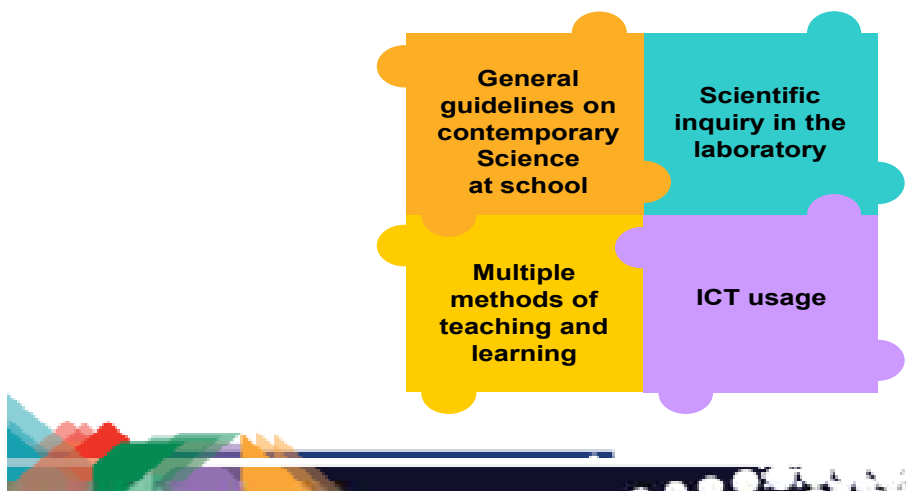 General
guidelines on
contemporary
Science
at school
Scientific
inquiry in the
laboratory
Multiple
methods of
teaching and
learning
ICT usage